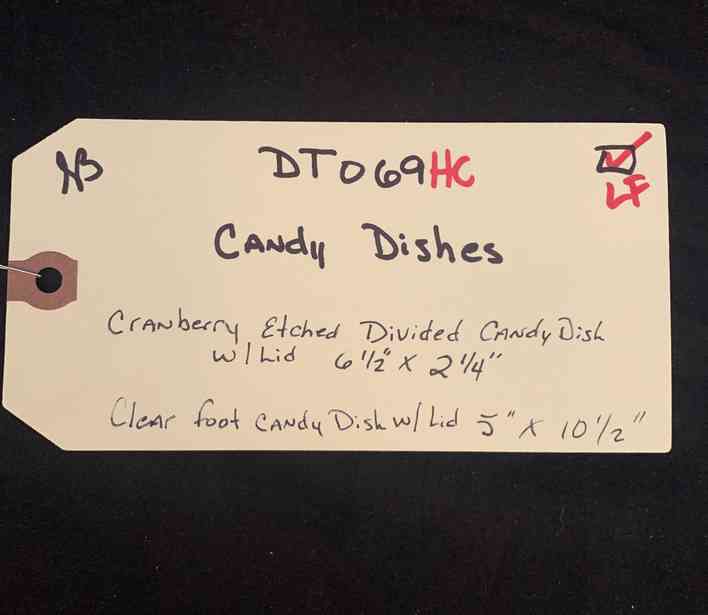 NB
DT069HC
LF
Candy Dishes
Cranberry Etched Divided Candy Dish
w/ Lid 6 1/2" X 2 1/4"
Clear foot Candy Dish w/ Lid 5" X 10 1/2"